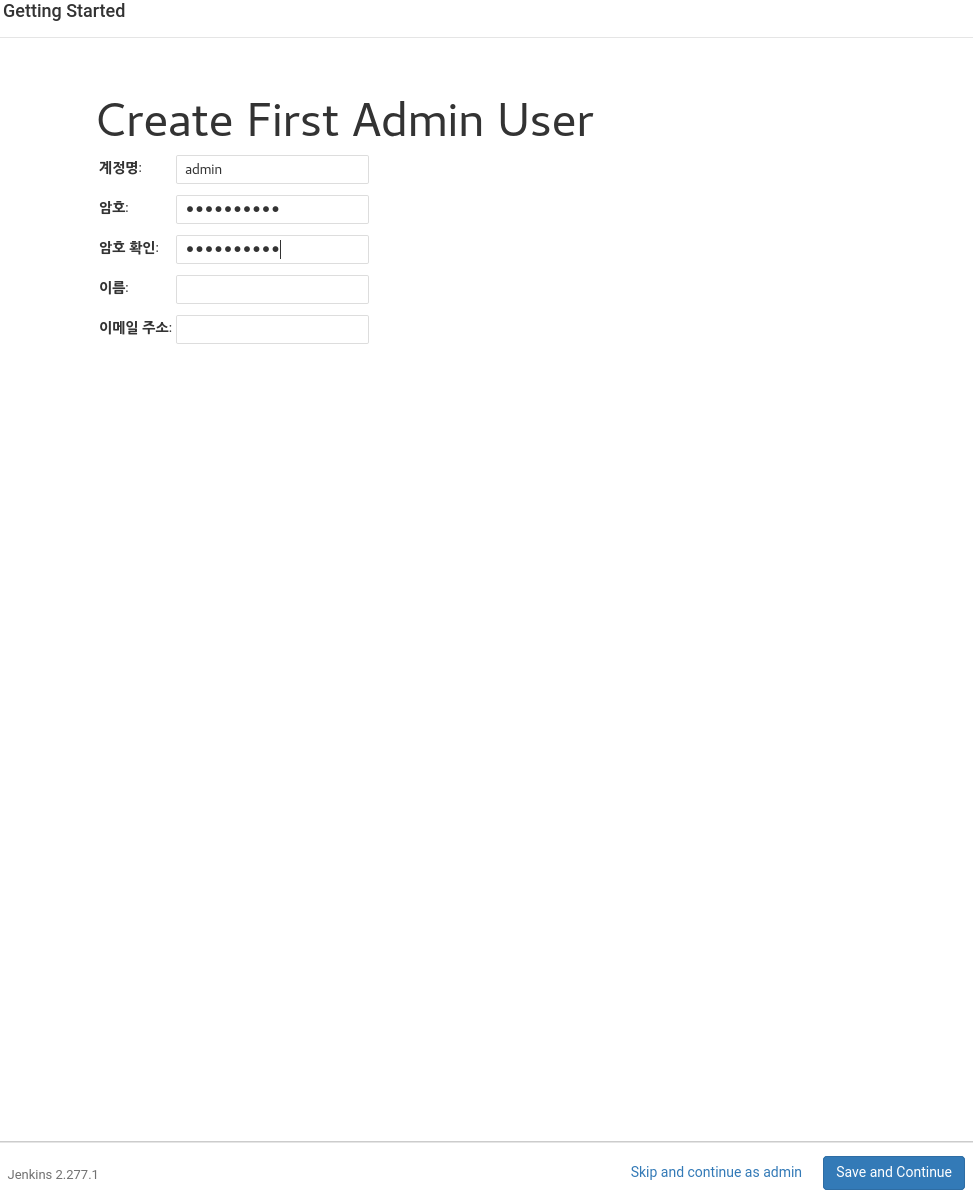 Getting Started
Create First Admin User
계정명: admin
암호: ••••••••••
암호 확인: ••••••••••
이름:
이메일 주소:
Jenkins 2.277.1 Skip and continue as admin Save and Continue